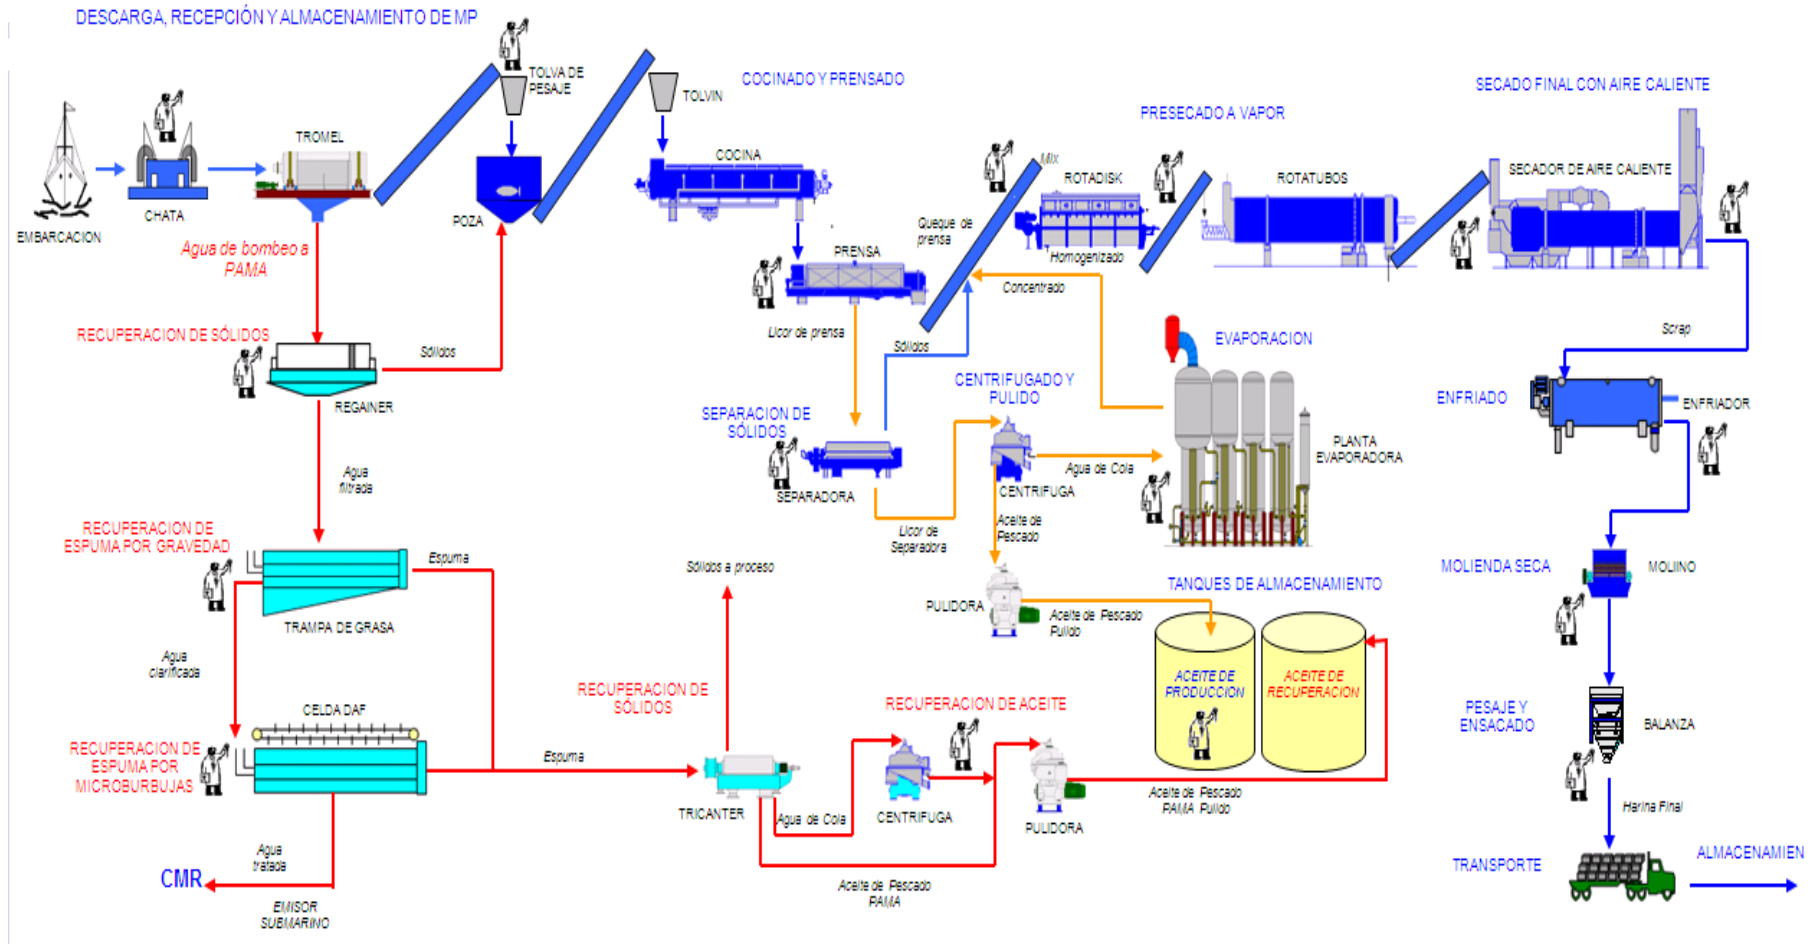 DESCARGA, RECEPCIÓN Y ALMACENAMIENTO DE MP
TOLVA DE
PESAJE
TOLVIN
COCINADO Y PRENSADO
SECADO FINAL CON AIRE CALIENTE
PRESECADO A VAPOR
TROMEL
COCINA
Mix
ROTADISK
ROTATUBOS
SECADOR DE AIRE CALIENTE
EMBARCACION
CHATA
POZA
Agua de bombeo a
PAMA
PRENSA
Queque de
prensa
Homogenizado
Concentrado
RECUPERACION DE SÓLIDOS
Sólidos
REGAINER
Licor de prensa
Sólidos
EVAPORACION
Scrap
CENTRIFUGADO Y
PULIDO
SEPARACION DE
SÓLIDOS
ENFRIADO
ENFRIADOR
PLANTA
EVAPORADORA
Agua
filtrada
SEPARADORA
Agua de Cola
CENTRIFUGA
Licor de
Separadora
Aceite de
Pescado
RECUPERACION DE
ESPUMA POR GRAVEDAD
Espuma
Sólidos a proceso
TRAMPA DE GRASA
PULIDORA
Aceite de Pescado
Pulido
TANQUES DE ALMACENAMIENTO
MOLIENDA SECA
MOLINO
Agua
clarificada
RECUPERACION DE
SÓLIDOS
RECUPERACION DE ACEITE
ACEITE DE
PRODUCCION
ACEITE DE
RECUPERACION
PESAJE Y
ENSACADO
BALANZA
CELDA DAF
RECUPERACION DE
ESPUMA POR
MICROBURBUJAS
Espuma
TRICANTER
Agua de Cola
CENTRIFUGA
PULIDORA
Aceite de Pescado
PAMA Pulido
Harina Final
Agua
tratada
CMR
EMISOR
SUBMARINO
Aceite de Pescado
PAMA
TRANSPORTE
ALMACENAMIEN